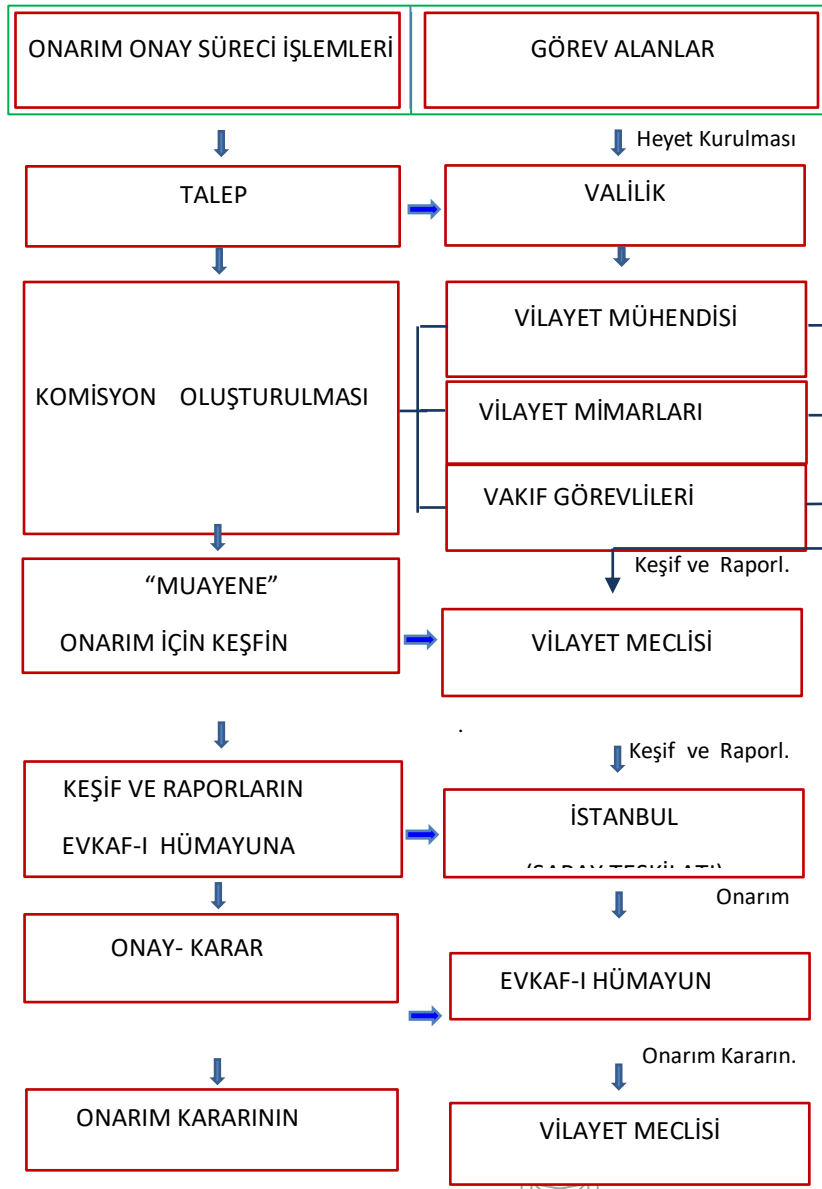 ONARIM ONAY SÜRECİ İŞLEMLERİ
GÖREV ALANLAR
Heyet Kurulması
TALEP
VALİLİK
KOMİSYON OLUŞTURULMASI
VİLAYET MÜHENDİSİ
VİLAYET MİMARLARI
VAKIF GÖREVLİLERİ
Keşif ve Raporl.
“MUAYENE”
ONARIM İÇİN KEŞFİN
VİLAYET MECLİSİ
.
Keşif ve Raporl.
KEŞİF VE RAPORLARIN
EVKAF-I HÜMAYUNA
İSTANBUL
(SARAY TEŞKİLATI)
Onarım
ONAY- KARAR
EVKAF-I HÜMAYUN
Onarım Kararın.
ONARIM KARARININ
VİLAYET MECLİSİ